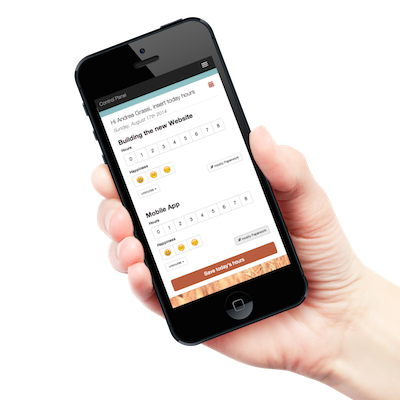 Control Panel
Hi Andrea Grassi, insert today hours
Sunday, August 17th 2014
Building the new Website
Hours
0 1 2 3 4 5 6 7 8
Happiness
Weekly Paperwork
Mobile App
Hours
0 1 2 3 4 5 6 7 8
Happiness
Weekly Paperwork
Save today's hours